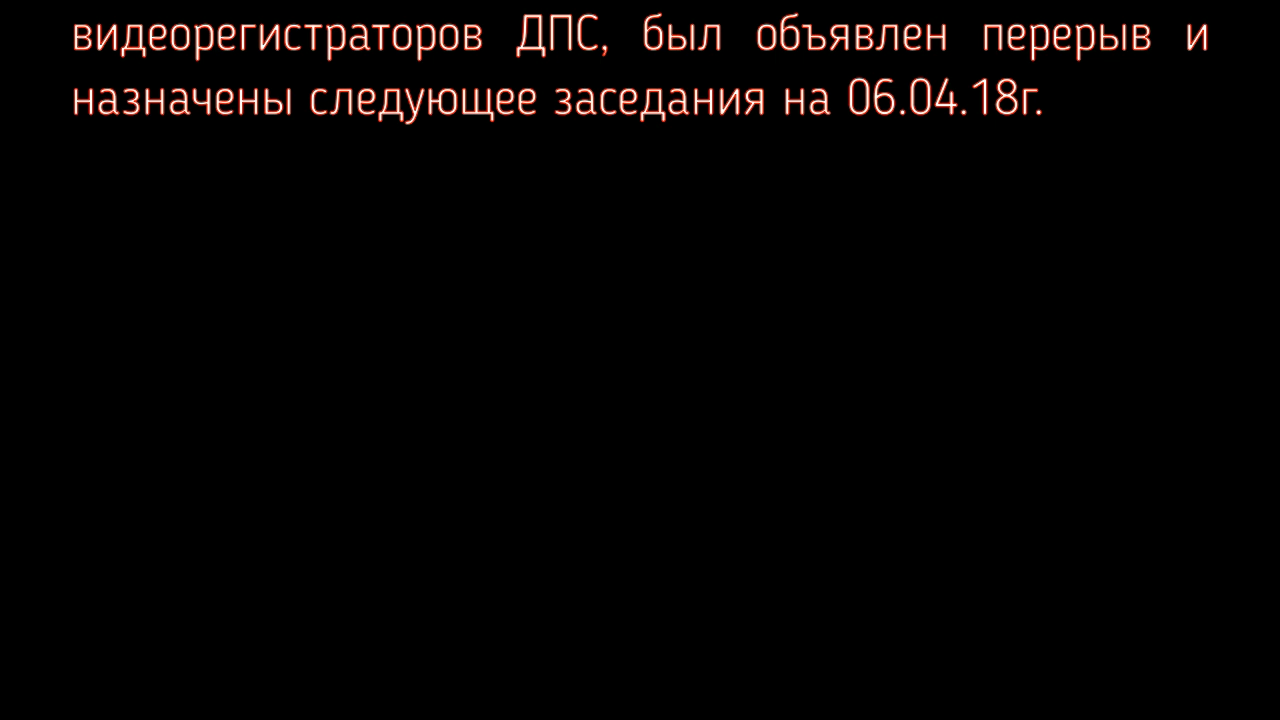 видеорегистраторов ДПС, был объявлен перерыв и
назначены следующее заседания на 06.04.18г.